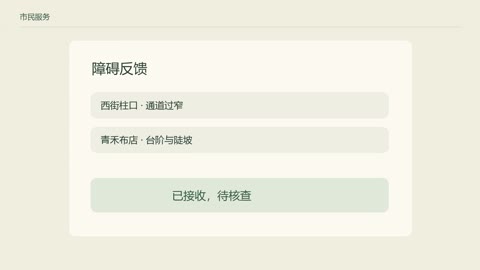 市民服务
障碍反馈
西街柱口 · 通道过窄
青禾布店 · 台阶与陡坡
已接收，待核查